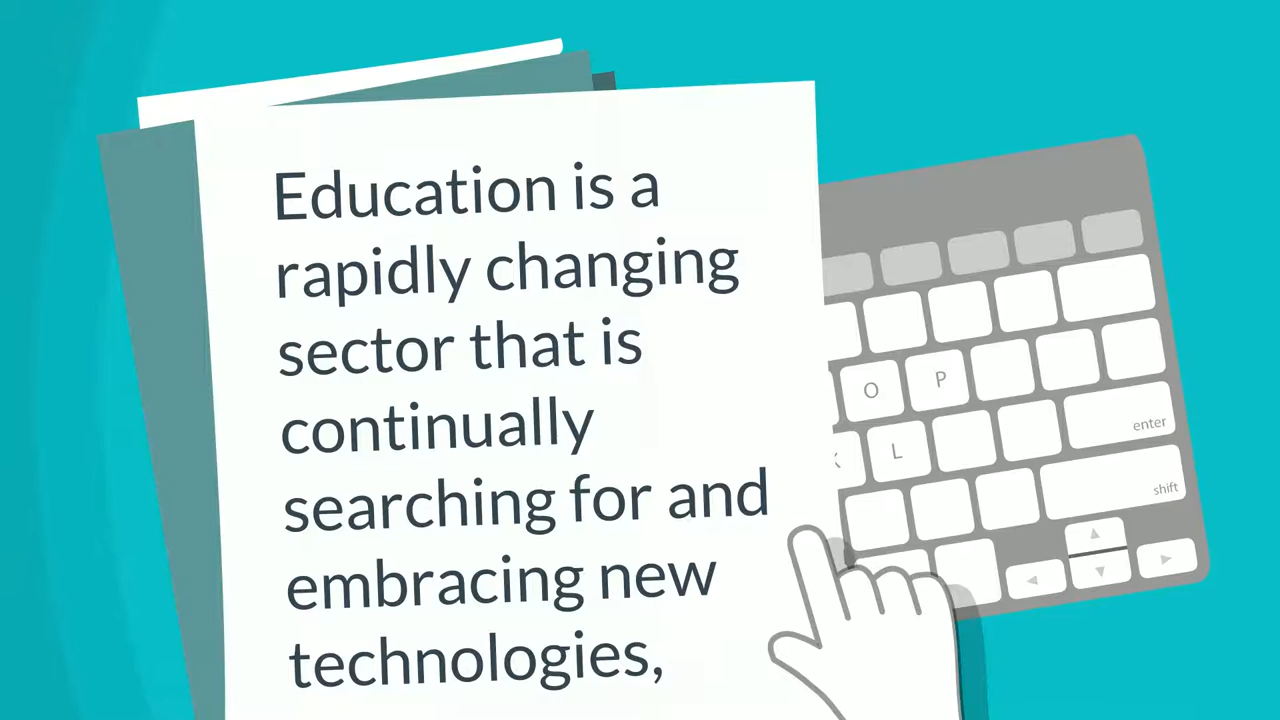 Education is a
rapidly changing
sector that is
continually
searching for and
embracing new
technologies,
O P
K L
enter
shift